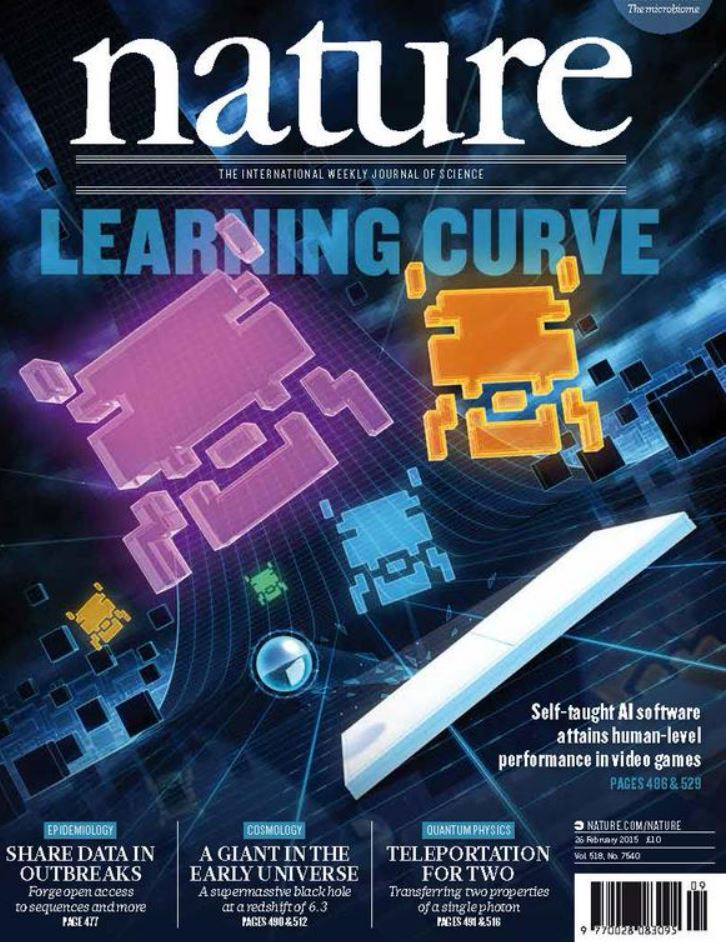 The microbiome
nature
THE INTERNATIONAL WEEKLY JOURNAL OF SCIENCE
LEARNING CURVE
Self-taught AI software
attains human-level
performance in video games
PAGES 486 & 529
EPIDEMIOLOGY
SHARE DATA IN
OUTBREAKS
Forge open access
to sequences and more
PAGE 477
COSMOLOGY
A GIANT IN THE
EARLY UNIVERSE
A supermassive black hole
at a redshift of 6.3
PAGES 490 & 512
QUANTUM PHYSICS
TELEPORTATION
FOR TWO
Transferring two properties
of a single photon
PAGES 491 & 516
NATURE.COM/NATURE
26 February 2015 £10
Vol. 518, No. 7540
09
9 770028 083095